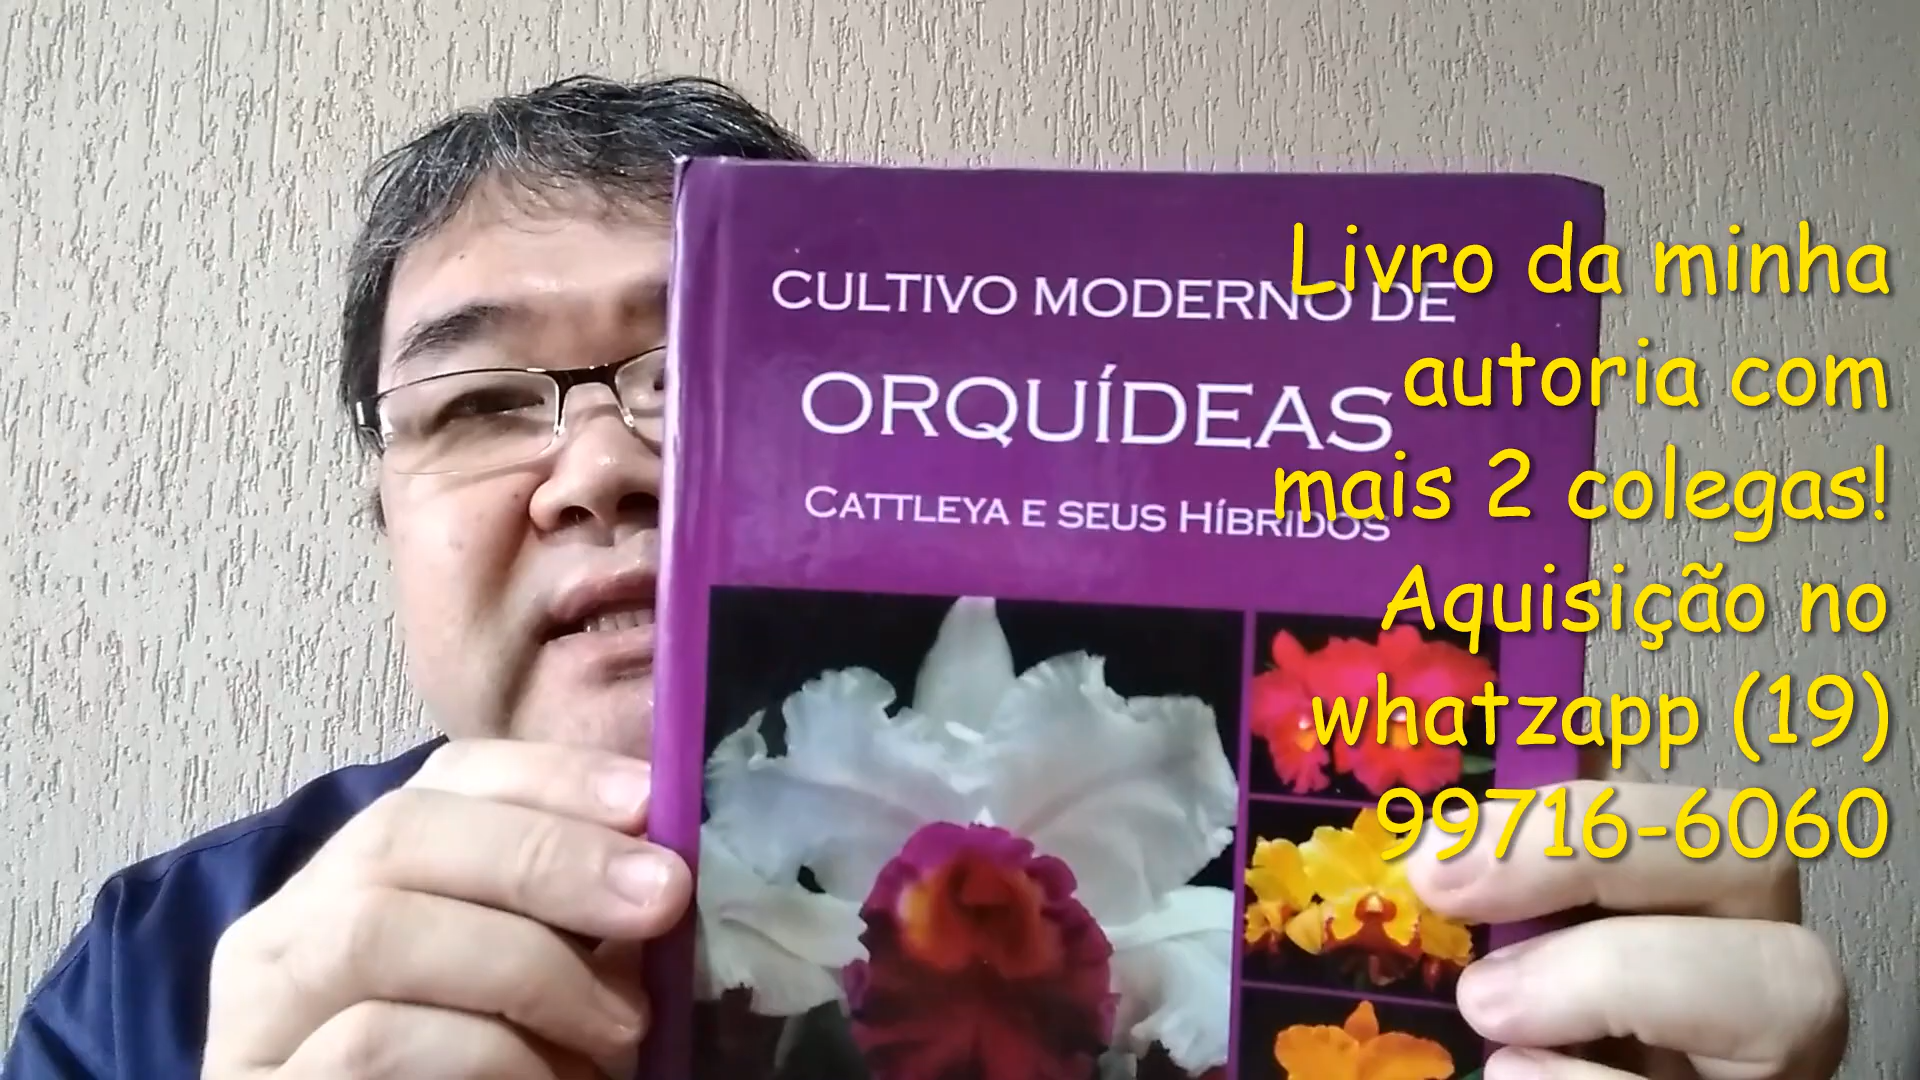 CULTIVO MODERNO DE
ORQUÍDEAS
CATTLEYA E SEUS HÍBRIDOS
Livro da minha
autoria com
mais 2 colegas!
Aquisição no
whatzapp (19)
99716-6060